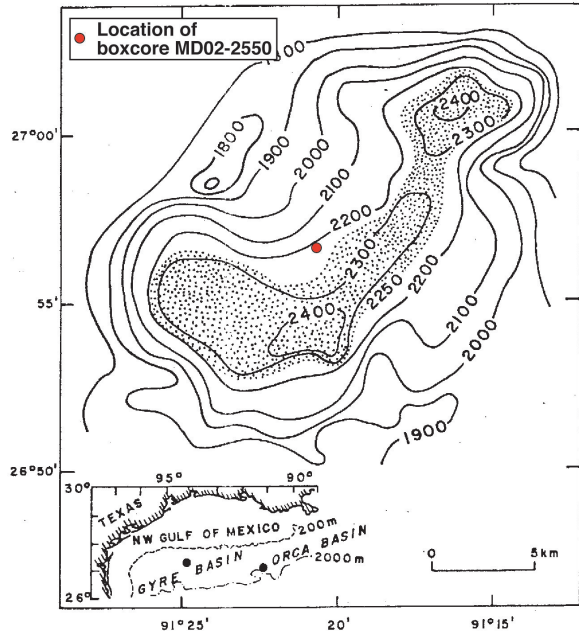 Location of
boxcore MD02-2550
27°00'
55'
26°50'
91°25'
20'
91°15'
2400
2300
1800
1900
2000
2100
2200
2300
2250
2200
2100
2000
2400
1900
30°
95°
90°
TEXAS
NW GULF OF MEXICO
200m
GYRE BASIN
ORCA BASIN
2000m
26°
0
5km